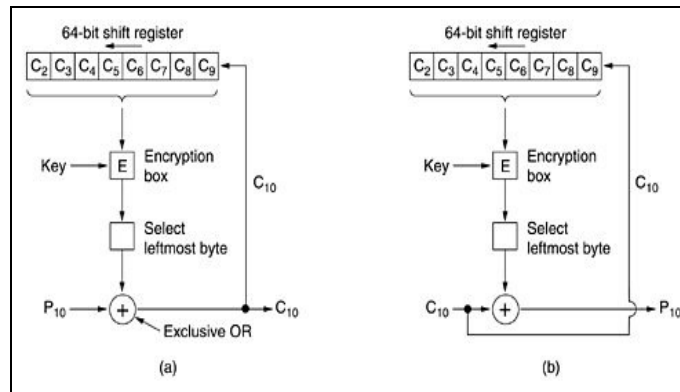 64-bit shift register
C2 C3 C4 C5 C6 C7 C8 C9
Key
E
Encryption
box
C10
Select
leftmost byte
P10
+
C10
Exclusive OR
(a)
64-bit shift register
C2 C3 C4 C5 C6 C7 C8 C9
Key
E
Encryption
box
C10
Select
leftmost byte
C10
+
P10
(b)